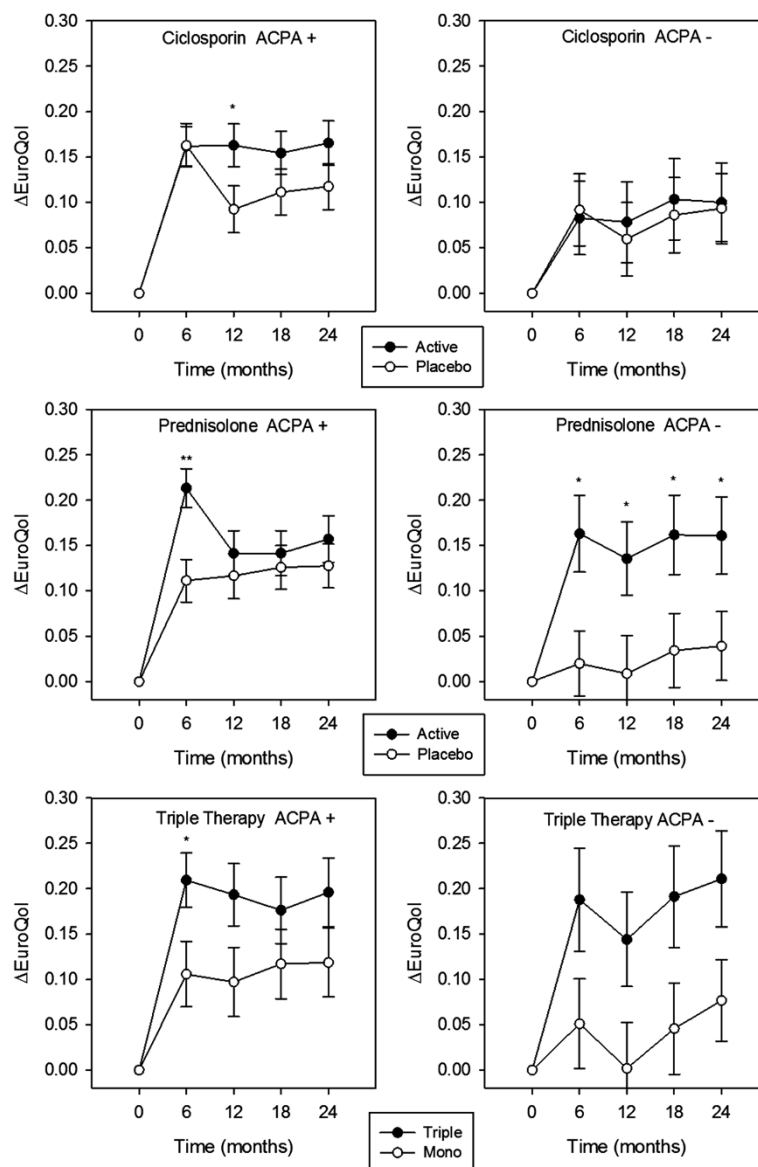 Ciclosporin ACPA +
0.30
0.25
0.20
0.15
0.10
0.05
0.00
ΔEuroQol
*
0 6 12 18 24
Time (months)
Ciclosporin ACPA -
0.30
0.25
0.20
0.15
0.10
0.05
0.00
ΔEuroQol
0 6 12 18 24
Time (months)
Active
Placebo
Prednisolone ACPA +
0.30
0.25
0.20
0.15
0.10
0.05
0.00
ΔEuroQol
**
0 6 12 18 24
Time (months)
Prednisolone ACPA -
0.30
0.25
0.20
0.15
0.10
0.05
0.00
ΔEuroQol
* * * *
0 6 12 18 24
Time (months)
Active
Placebo
Triple Therapy ACPA +
0.30
0.25
0.20
0.15
0.10
0.05
0.00
ΔEuroQol
*
0 6 12 18 24
Time (months)
Triple Therapy ACPA -
0.30
0.25
0.20
0.15
0.10
0.05
0.00
ΔEuroQol
0 6 12 18 24
Time (months)
Triple
Mono